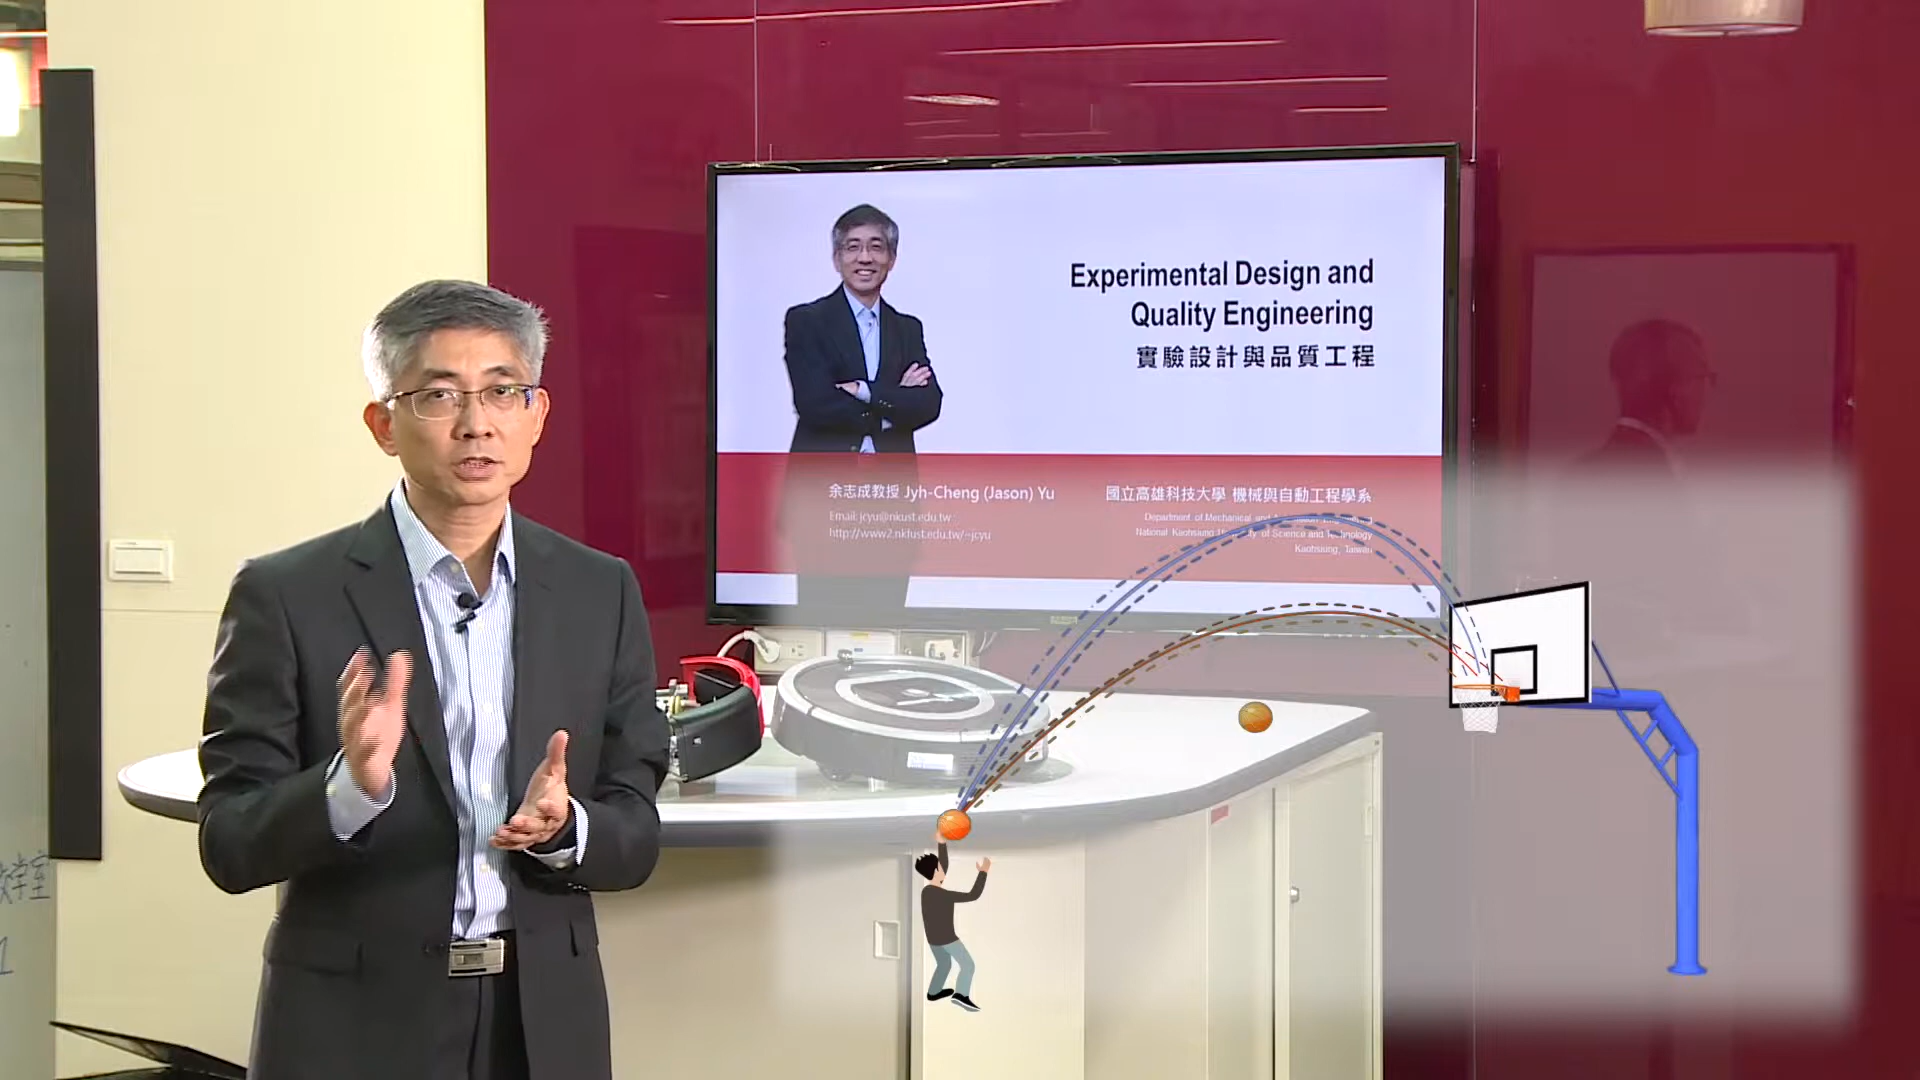 Experimental Design and
Quality Engineering
實驗設計與品質工程
余志成教授 Jyh-Cheng (Jason) Yu
國立高雄科技大學 機械與自動工程學系
Email: jcyu@nkust.edu.tw
http://www2.nkfust.edu.tw/~jcyu
Department of Mechanical and
National Kaohsiung University of Science and Technology
Kaohsiung, Taiwan